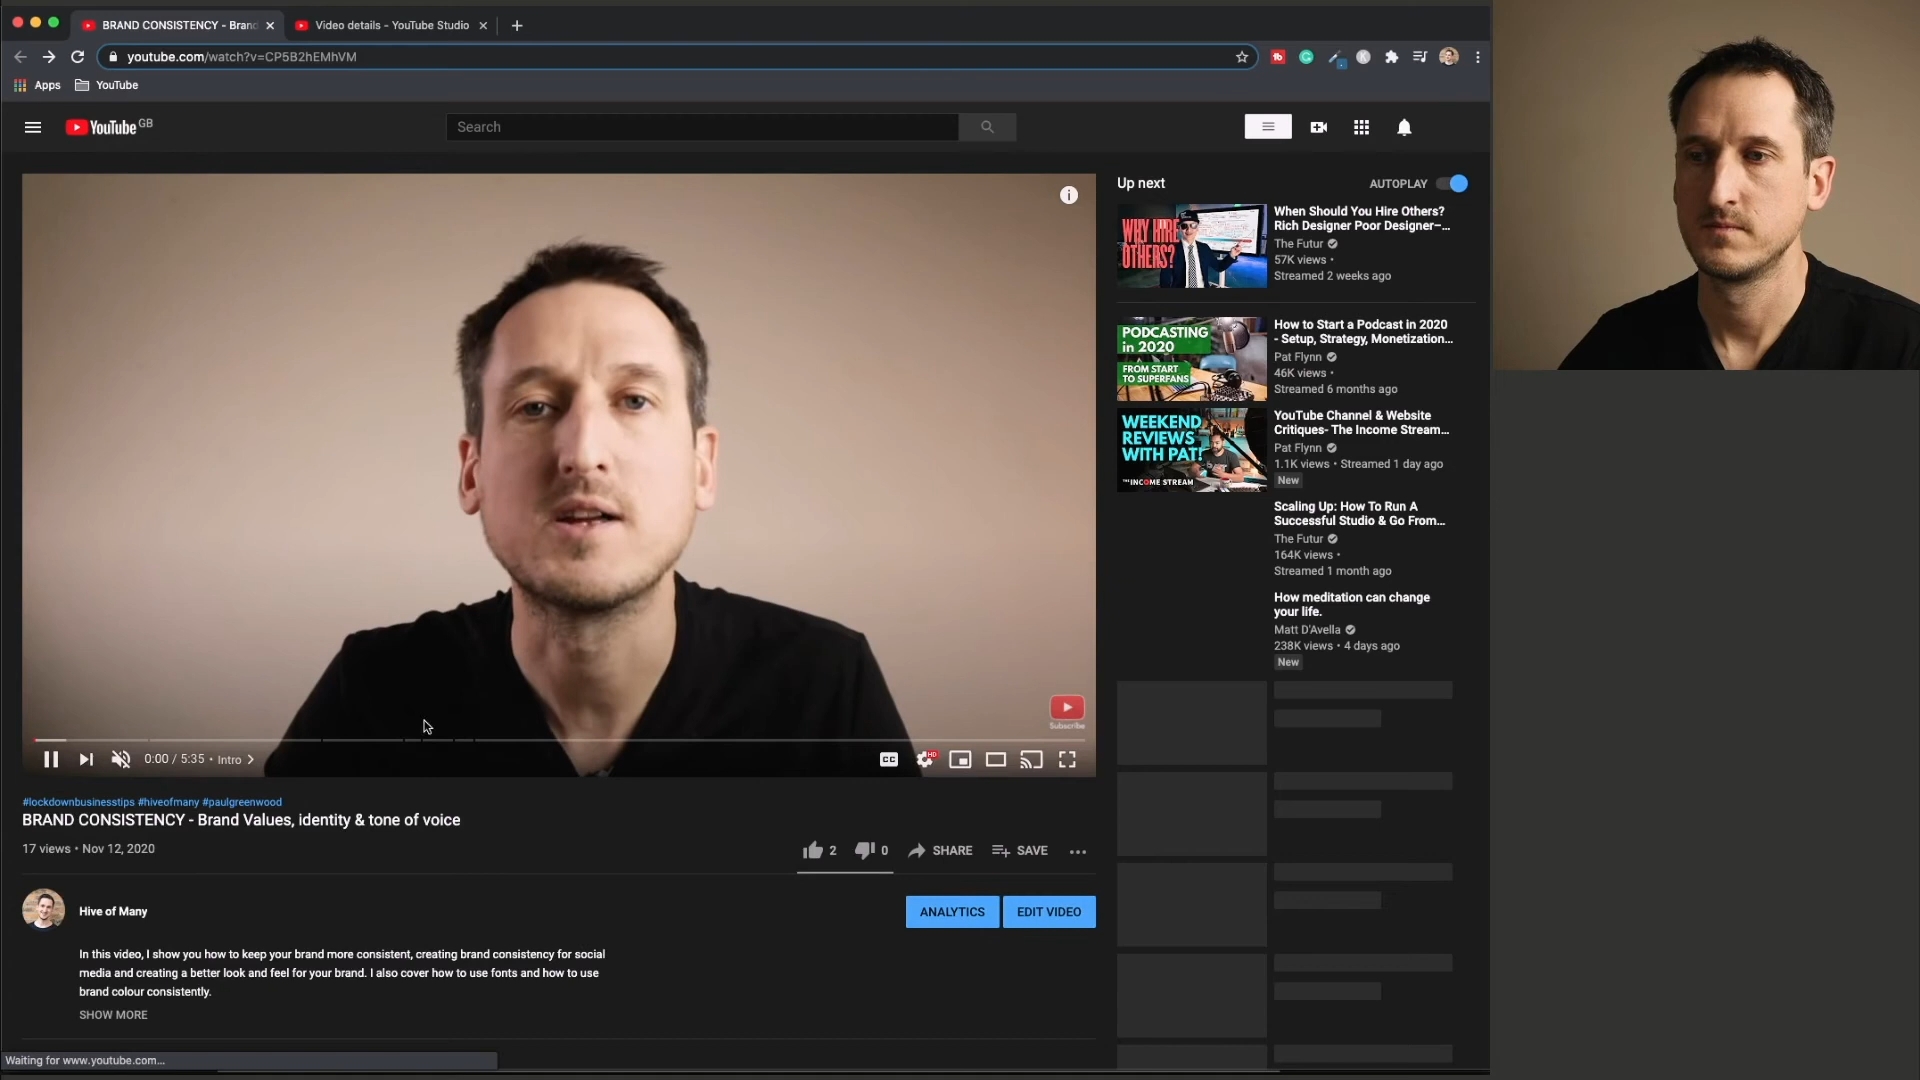 BRAND CONSISTENCY - Bran
Video details - YouTube Studio
youtube.com/watch?v=CP5B2hEMhVM
Apps
YouTube
YouTube GB
Search
Up next
AUTOPLAY
WHY HIRE
OTHERS?
When Should You Hire Others?
Rich Designer Poor Designer–...
The Futur
57K views •
Streamed 2 weeks ago
PODCASTING
in 2020
FROM START
TO SUPERFANS
How to Start a Podcast in 2020
- Setup, Strategy, Monetization...
Pat Flynn
46K views •
Streamed 6 months ago
WEEKEND
REVIEWS
WITH PAT!
THE INCOME STREAM
YouTube Channel & Website
Critiques- The Income Stream...
Pat Flynn
1.1K views • Streamed 1 day ago
New
Scaling Up: How To Run A
Successful Studio & Go From...
The Futur
164K views •
Streamed 1 month ago
How meditation can change
your life.
Matt D'Avella
238K views • 4 days ago
New
Subscribe
0:00 / 5:35 • Intro
CC
HD
#lockdownbusinesstips #hiveofmany #paulgreenwood
BRAND CONSISTENCY - Brand Values, identity & tone of voice
17 views • Nov 12, 2020
2
0
SHARE
SAVE
Hive of Many
ANALYTICS
EDIT VIDEO
In this video, I show you how to keep your brand more consistent, creating brand consistency for social
media and creating a better look and feel for your brand. I also cover how to use fonts and how to use
brand colour consistently.
SHOW MORE
Waiting for www.youtube.com...